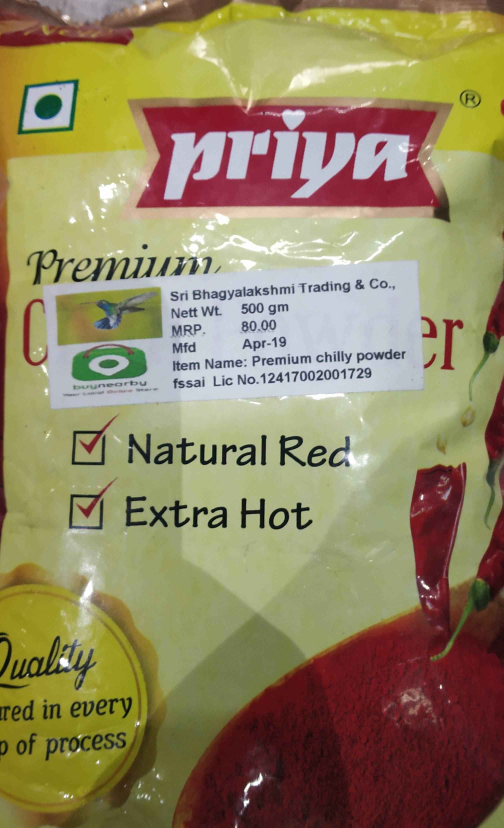 priya ®
Premium
Sri Bhagyalakshmi Trading & Co.,
Nett Wt. 500 gm
MRP. 80.00
Mfd Apr-19
Item Name: Premium chilly powder
fssai Lic No.12417002001729
buynearby
Natural Red
Extra Hot
Quality
in every
of process